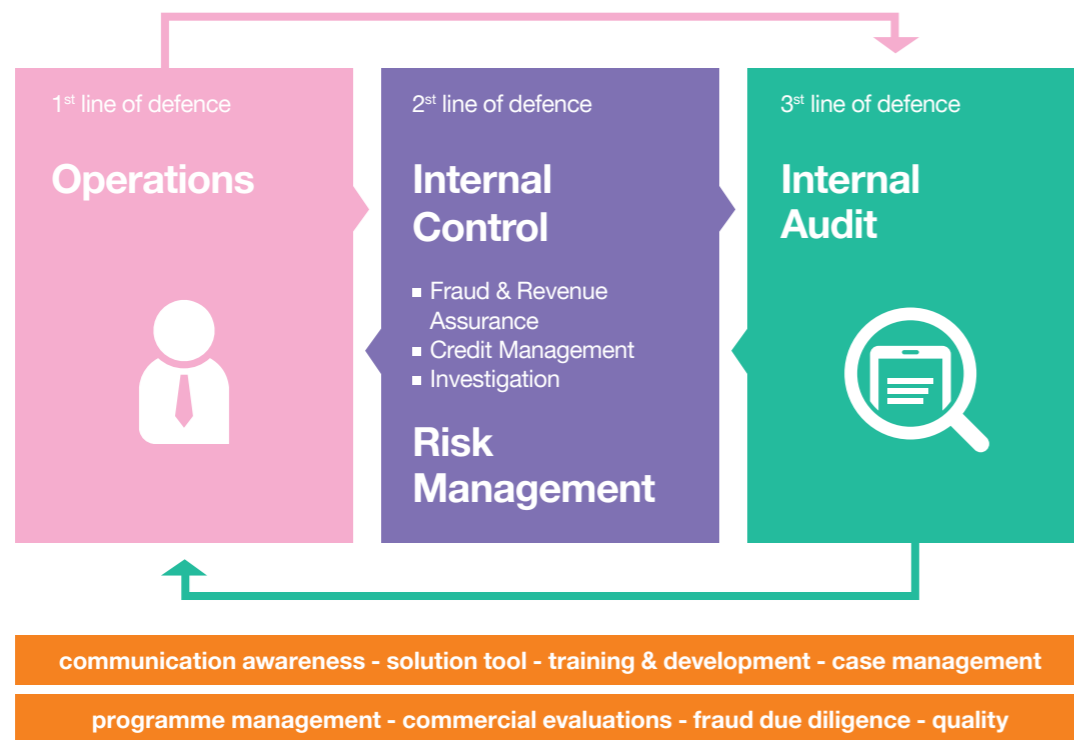 1st line of defence
Operations
2st line of defence
Internal
Control
▪ Fraud & Revenue
Assurance
▪ Credit Management
▪ Investigation
Risk
Management
3st line of defence
Internal
Audit
communication awareness - solution tool - training & development - case management
programme management - commercial evaluations - fraud due diligence - quality